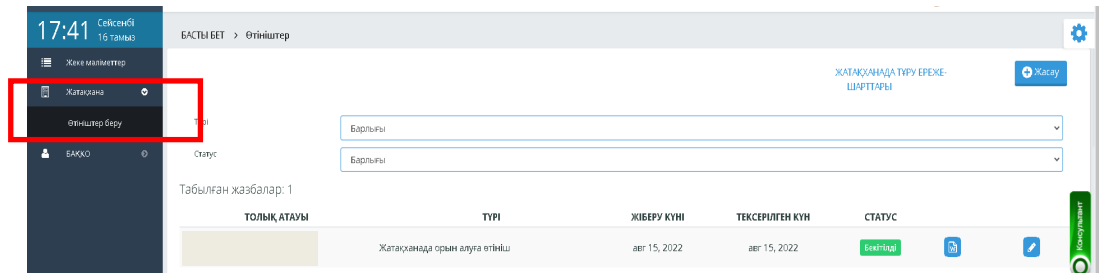 17:41 Сейсенбі
16 тамыз
БАСТЫ БЕТ > Өтініштер
Жеке мәліметтер
Жатақхана
Өтініштер беру
БАҚКО
ЖАТАҚХАНАДА ТҰРУ ЕРЕЖЕ-
ШАРТТАРЫ
Жасау
Түрі
Барлығы
Статус
Барлығы
Табылған жазбалар: 1
ТОЛЫҚ АТАУЫ ТҮРІ ЖІБЕРУ КҮНІ ТЕКСЕРІЛГЕН КҮН СТАТУС
Жатақханада орын алуға өтініш авг 15, 2022 авг 15, 2022 Бекітілді
Консультант